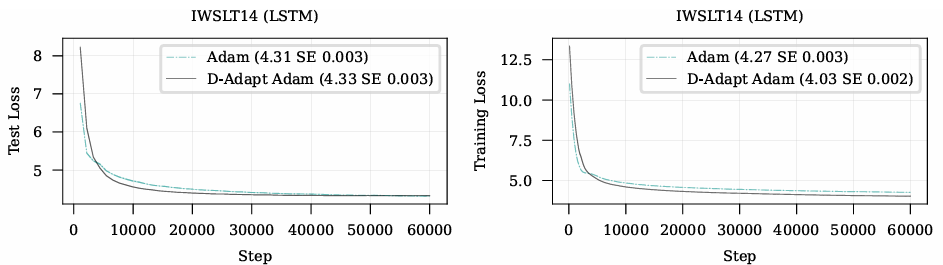 IWSLT14 (LSTM)
Adam (4.31 SE 0.003)
D-Adapt Adam (4.33 SE 0.003)
8
7
6
5
Test Loss
0
10000
20000
30000
40000
50000
60000
Step
IWSLT14 (LSTM)
Adam (4.27 SE 0.003)
D-Adapt Adam (4.03 SE 0.002)
12.5
10.0
7.5
5.0
Training Loss
0
10000
20000
30000
40000
50000
60000
Step